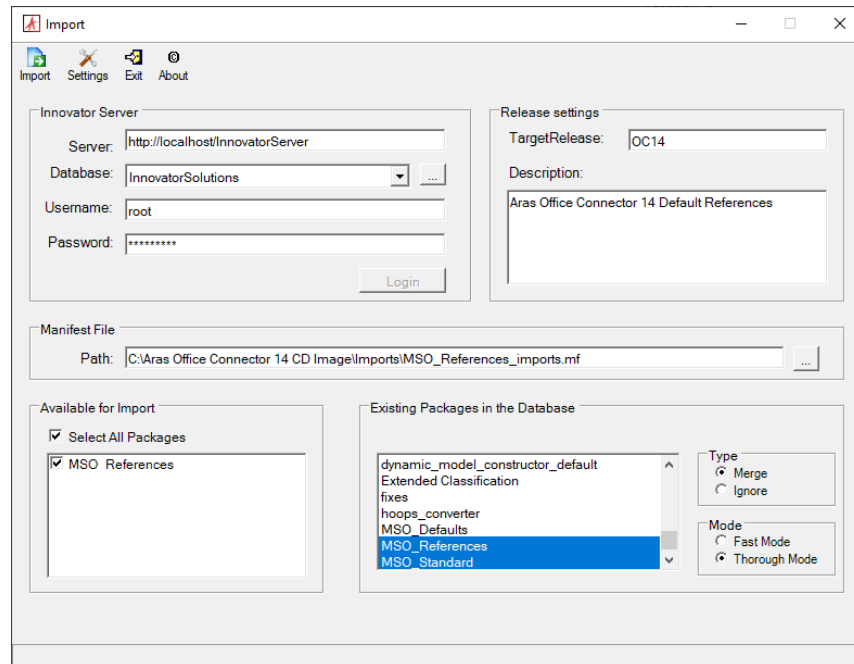 Import
Import Settings Exit About
Innovator Server
Server: http://localhost/InnovatorServer
Database: InnovatorSolutions ...
Username: root
Password: *********
Login
Release settings
TargetRelease: OC14
Description:
Aras Office Connector 14 Default References
Manifest File
Path: C:\Aras Office Connector 14 CD Image\Imports\MSO_References_imports.mf ...
Available for Import
Select All Packages
MSO_References
Existing Packages in the Database
dynamic_model_constructor_default
Extended Classification
fixes
hoops_converter
MSO_Defaults
MSO_References
MSO_Standard
Type
Merge
Ignore
Mode
Fast Mode
Thorough Mode